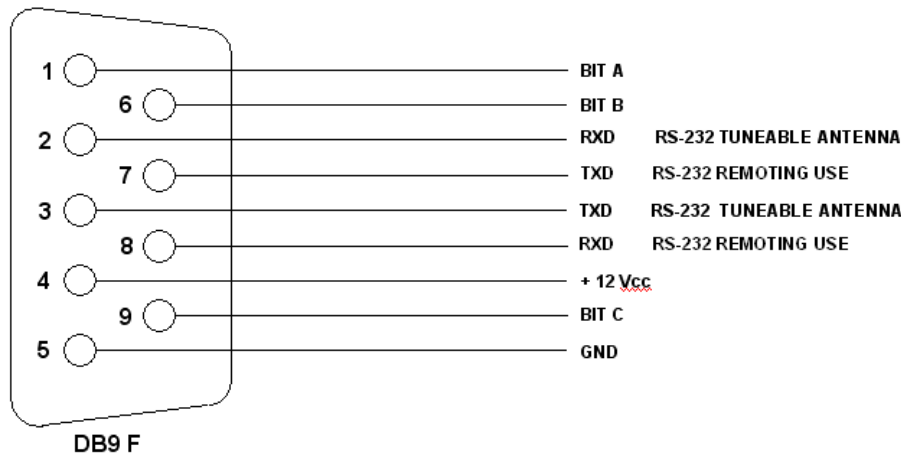 1 BIT A
6 BIT B
2 RXD RS-232 TUNEABLE ANTENNA
7 TXD RS-232 REMOTING USE
3 TXD RS-232 TUNEABLE ANTENNA
8 RXD RS-232 REMOTING USE
4 + 12 Vcc
9 BIT C
5 GND
DB9 F